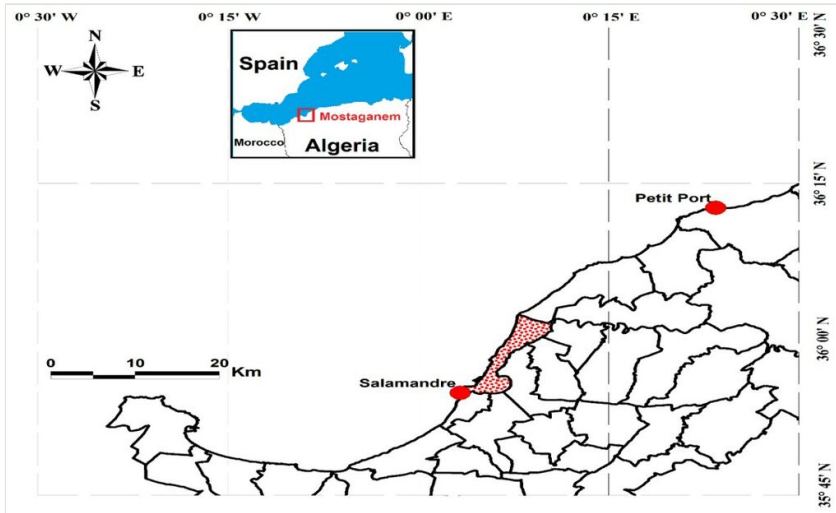 0° 30' W
0° 15' W
0° 00' E
0° 15' E
0° 30' E
36° 30' N
N
W
E
S
Spain
Mostaganem
Morocco
Algeria
36° 15' N
Petit Port
36° 00' N
0
10
20
Km
Salamandre
35° 45' N